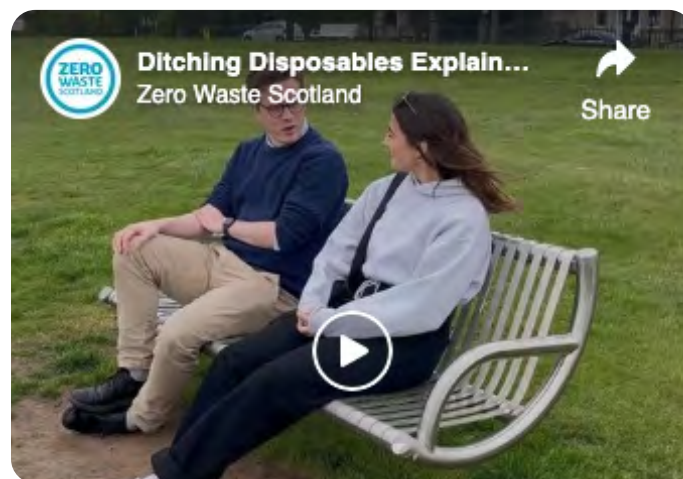 ZERO
WASTE
SCOTLAND
Ditching Disposables Explain...
Zero Waste Scotland
Share